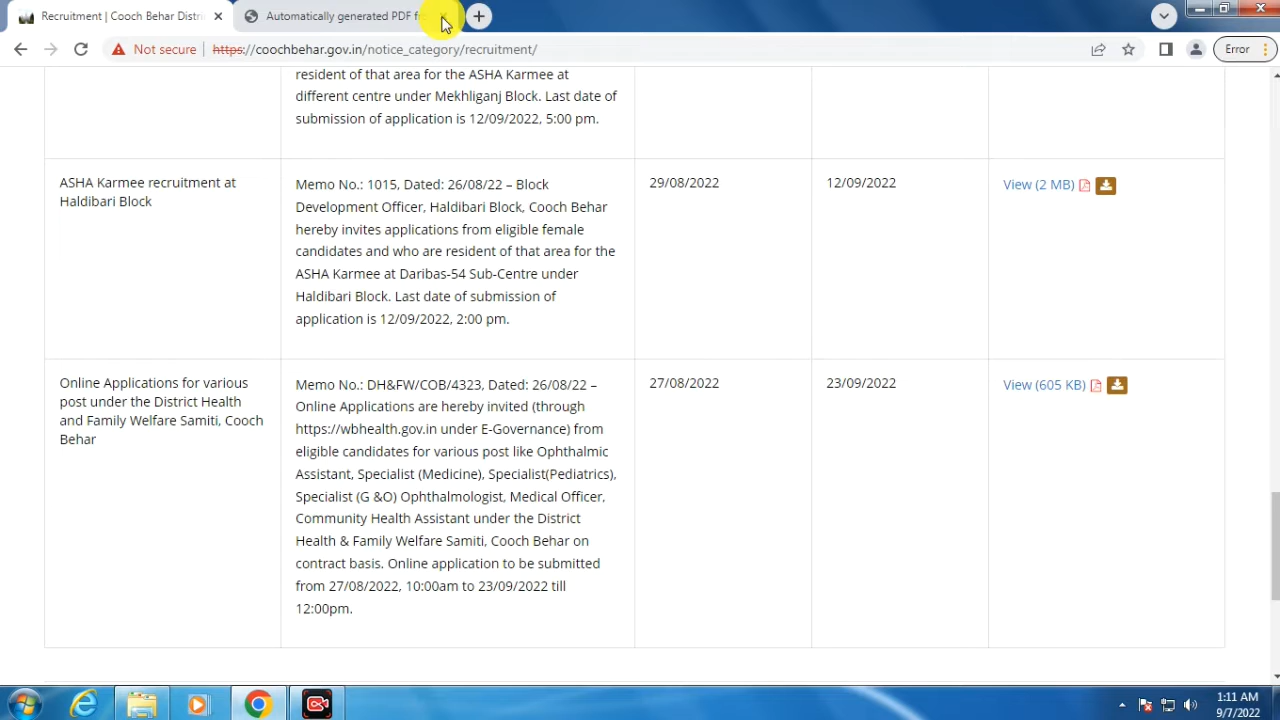 Recruitment | Cooch Behar Distri
Automatically generated PDF fr
Not secure
https://coochbehar.gov.in/notice_category/recruitment/
Error
resident of that area for the ASHA Karmee at
different centre under Mekhliganj Block. Last date of
submission of application is 12/09/2022, 5:00 pm.
ASHA Karmee recruitment at
Haldibari Block
Memo No.: 1015, Dated: 26/08/22 – Block
Development Officer, Haldibari Block, Cooch Behar
hereby invites applications from eligible female
candidates and who are resident of that area for the
ASHA Karmee at Daribas-54 Sub-Centre under
Haldibari Block. Last date of submission of
application is 12/09/2022, 2:00 pm.
29/08/2022
12/09/2022
View (2 MB)
Online Applications for various
post under the District Health
and Family Welfare Samiti, Cooch
Behar
Memo No.: DH&FW/COB/4323, Dated: 26/08/22 –
Online Applications are hereby invited (through
https://wbhealth.gov.in under E-Governance) from
eligible candidates for various post like Ophthalmic
Assistant, Specialist (Medicine), Specialist(Pediatrics),
Specialist (G &O) Ophthalmologist, Medical Officer,
Community Health Assistant under the District
Health & Family Welfare Samiti, Cooch Behar on
contract basis. Online application to be submitted
from 27/08/2022, 10:00am to 23/09/2022 till
12:00pm.
27/08/2022
23/09/2022
View (605 KB)
1:11 AM
9/7/2022